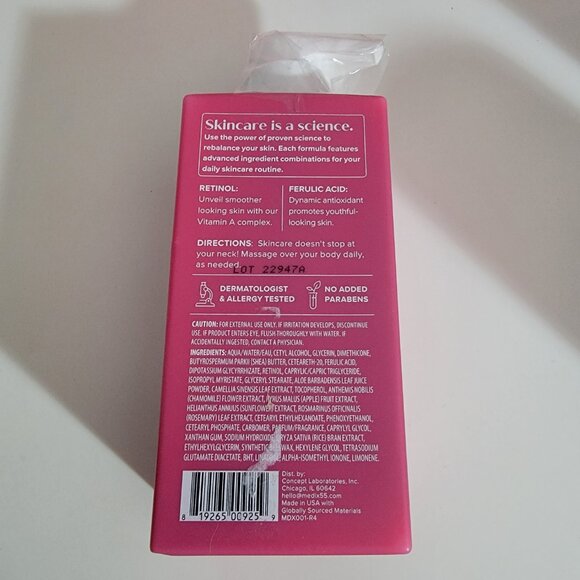 Skincare is a science.
Use the power of proven science to
rebalance your skin. Each formula features
advanced ingredient combinations for your
daily skincare routine.
RETINOL:
Unveil smoother
looking skin with our
Vitamin A complex.
FERULIC ACID:
Dynamic antioxidant
promotes youthful-
looking skin.
DIRECTIONS: Skincare doesn't stop at
your neck! Massage over your body daily,
as needed.
LOT 22947A
DERMATOLOGIST
& ALLERGY TESTED
NO ADDED
PARABENS
CAUTION: FOR EXTERNAL USE ONLY. IF IRRITATION DEVELOPS, DISCONTINUE
USE. IF PRODUCT ENTERS EYE, FLUSH THOROUGHLY WITH WATER. IF
ACCIDENTALLY INGESTED, CONTACT A PHYSICIAN.
INGREDIENTS: AQUA/WATER/EAU, CETYL ALCOHOL, GLYCERIN, DIMETHICONE,
BUTYROSPERMUM PARKII (SHEA) BUTTER, CETEARETH-20, FERULIC ACID,
DIPOTASSIUM GLYCYRRHIZATE, RETINOL, CAPRYLIC/CAPRIC TRIGLYCERIDE,
ISOPROPYL MYRISTATE, GLYCERYL STEARATE, ALOE BARBADENSIS LEAF JUICE
POWDER, CAMELLIA SINENSIS LEAF EXTRACT, TOCOPHEROL, ANTHEMIS NOBILIS
(CHAMOMILE) FLOWER EXTRACT, MALUS (APPLE) FRUIT EXTRACT,
HELIANTHUS ANNUUS (SUNFLOWER) EXTRACT, ROSMARINUS OFFICINALIS
(ROSEMARY) LEAF EXTRACT, CETEARYL ETHYLHEXANOATE, PHENOXYETHANOL,
CETEARYL PHOSPHATE, CARBOMER, PARFUM/FRAGRANCE, CAPRYLYL GLYCOL,
XANTHAN GUM, SODIUM HYDROXIDE, ORYZA SATIVA (RICE) BRAN EXTRACT,
ETHYLHEXYLGLYCERIN, SYNTHETIC BEESWAX, HEXYLENE GLYCOL, TETRASODIUM
GLUTAMATE DIACETATE, BHT, ALPHA-ISOMETHYL IONONE, LIMONENE.
8 19265 00925 9
Dist. by:
Concept Laboratories, Inc.
Chicago, IL 60642
hello@medix55.com
Made in USA with
Globally Sourced Materials
MDX001-R4